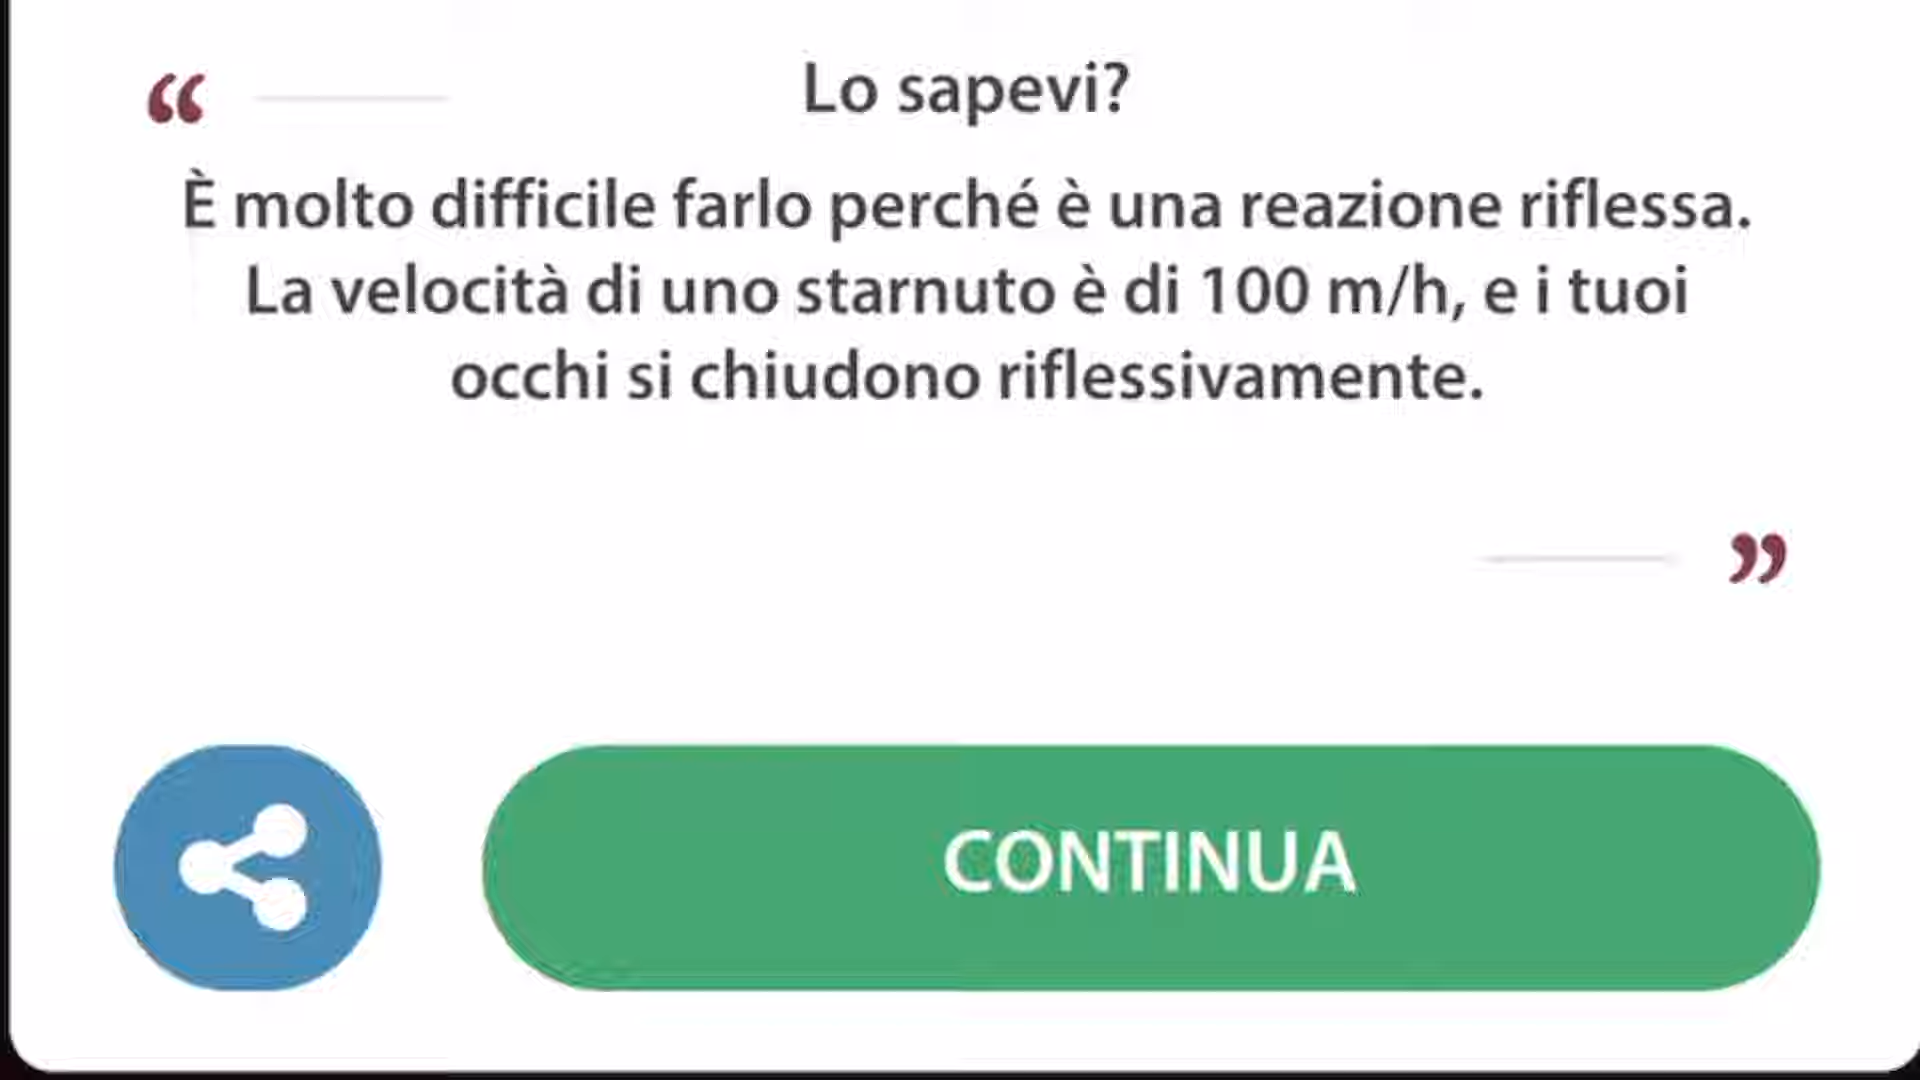 Lo sapevi?
È molto difficile farlo perché è una reazione riflessa.
La velocità di uno starnuto è di 100 m/h, e i tuoi
occhi si chiudono riflessivamente.
CONTINUA